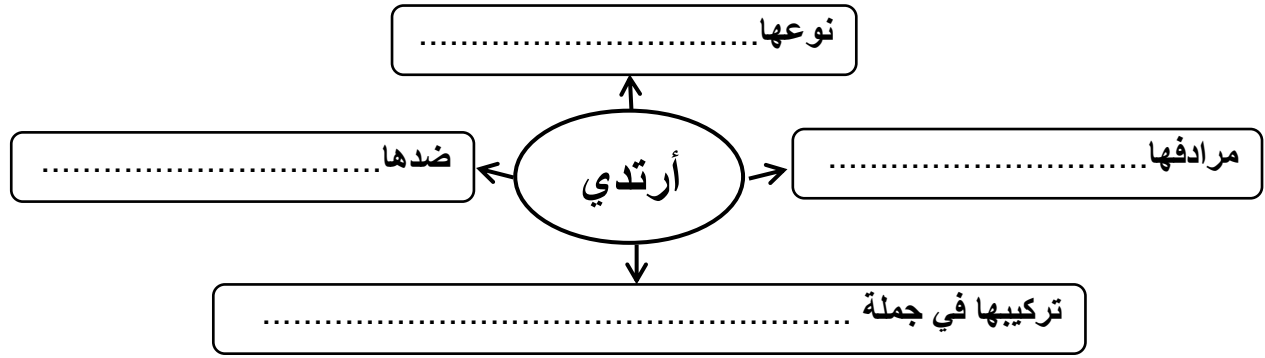 نوعها.................................
مرادفها...............................
أرتدي
ضدها.................................
تركيبها في جملة .........................................................